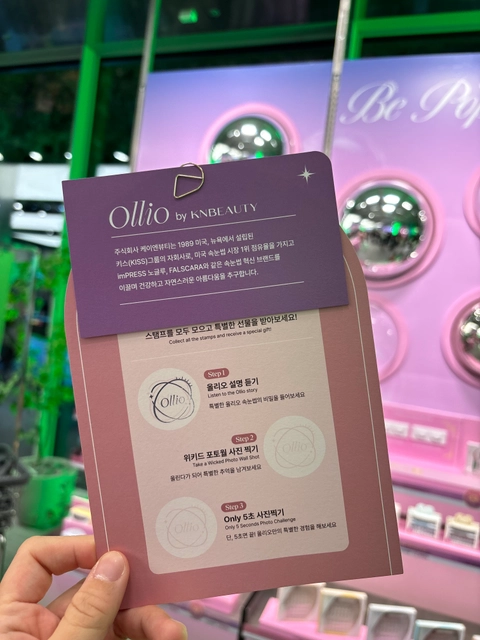 Be Pop
Ollio by KNBEAUTY
주식회사 케이엔뷰티는 1989 미국, 뉴욕에서 설립된
키스(KISS)그룹의 자회사로, 미국 속눈썹 시장 1위 점유율을 가지고
imPRESS 노글루, FALSCARA와 같은 속눈썹 혁신 브랜드를
이끌며 건강하고 자연스러운 아름다움을 추구합니다.
스탬프를 모두 모으고 특별한 선물을 받아보세요!
Collect all the stamps and receive a special gift!
Ollio
Step 1
올리오 설명 듣기
Listen to the Ollio story
특별한 올리오 속눈썹의 비밀을 들어보세요
Step 2
위키드 포토월 사진 찍기
Take a Wicked Photo Wall Shot
글린다가 되어 특별한 추억을 남겨보세요
Ollio
Step 3
Only 5초 사진찍기
Only 5 Seconds Photo Challenge
단, 5초면 끝! 올리오만의 특별한 경험을 해보세요
Ollio